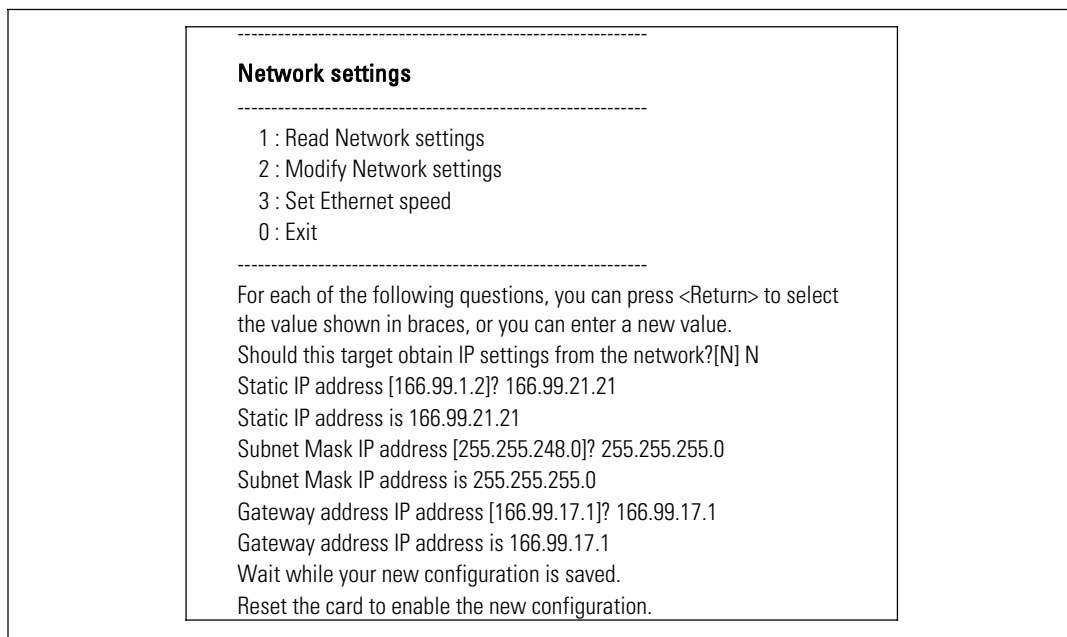 -------------------------------------------------------------
Network settings
-------------------------------------------------------------
1 : Read Network settings
2 : Modify Network settings
3 : Set Ethernet speed
0 : Exit
-------------------------------------------------------------
For each of the following questions, you can press <Return> to select
the value shown in braces, or you can enter a new value.
Should this target obtain IP settings from the network?[N] N
Static IP address [166.99.1.2]? 166.99.21.21
Static IP address is 166.99.21.21
Subnet Mask IP address [255.255.248.0]? 255.255.255.0
Subnet Mask IP address is 255.255.255.0
Gateway address IP address [166.99.17.1]? 166.99.17.1
Gateway address IP address is 166.99.17.1
Wait while your new configuration is saved.
Reset the card to enable the new configuration.